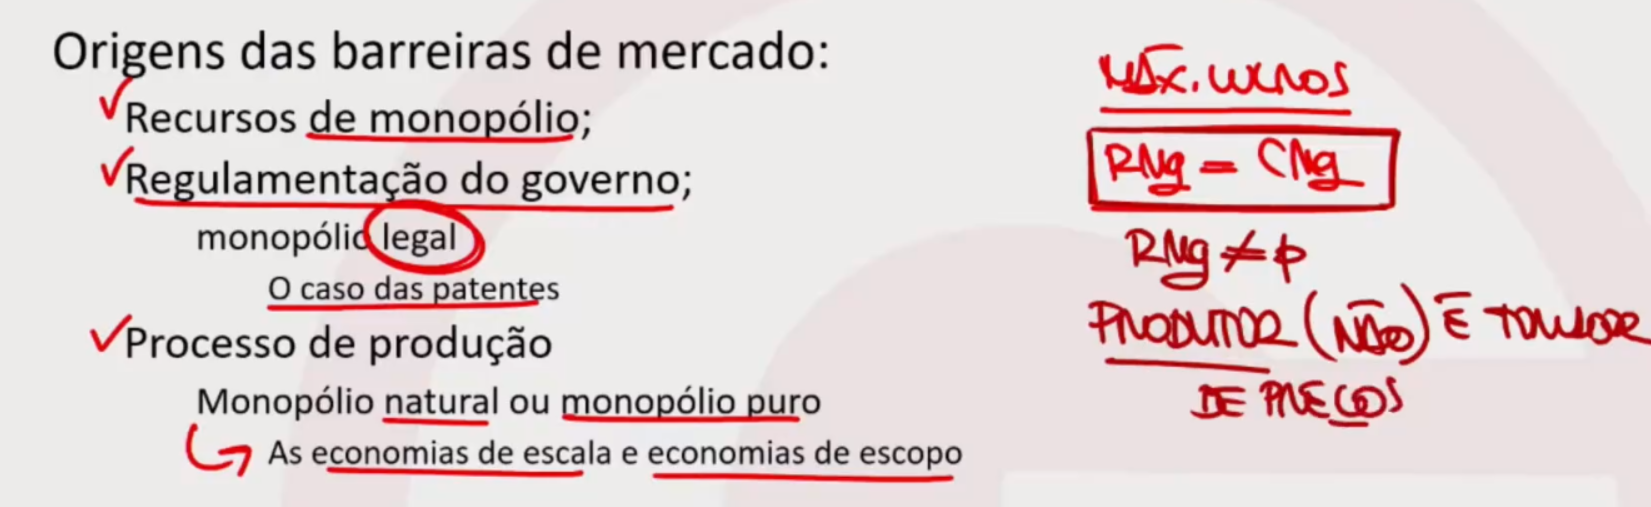 Origens das barreiras de mercado:
Recursos de monopólio;
Regulamentação do governo;
monopólio legal
O caso das patentes
Processo de produção
Monopólio natural ou monopólio puro
As economias de escala e economias de escopo
MÁX. LUCROS
RMg = CMg
RMg ≠ p
PRODUTOR (NÃO) É TOMADOR
DE PREÇOS